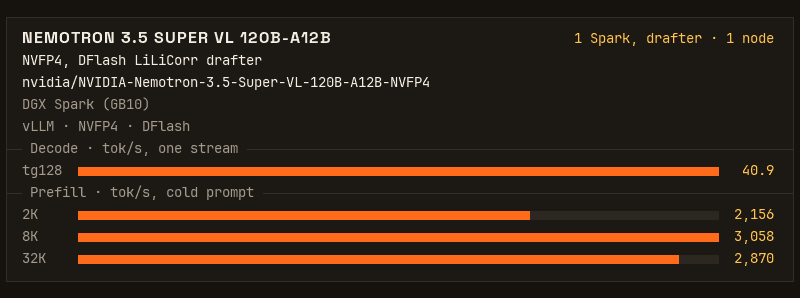 NEMOTRON 3.5 SUPER VL 120B-A12B
1 Spark, drafter · 1 node
NVFP4, DFlash LiLiCorr drafter
nvidia/NVIDIA-Nemotron-3.5-Super-VL-120B-A12B-NVFP4
DGX Spark (GB10)
vLLM · NVFP4 · DFlash
Decode · tok/s, one stream
tg128 40.9
Prefill · tok/s, cold prompt
2K 2,156
8K 3,058
32K 2,870